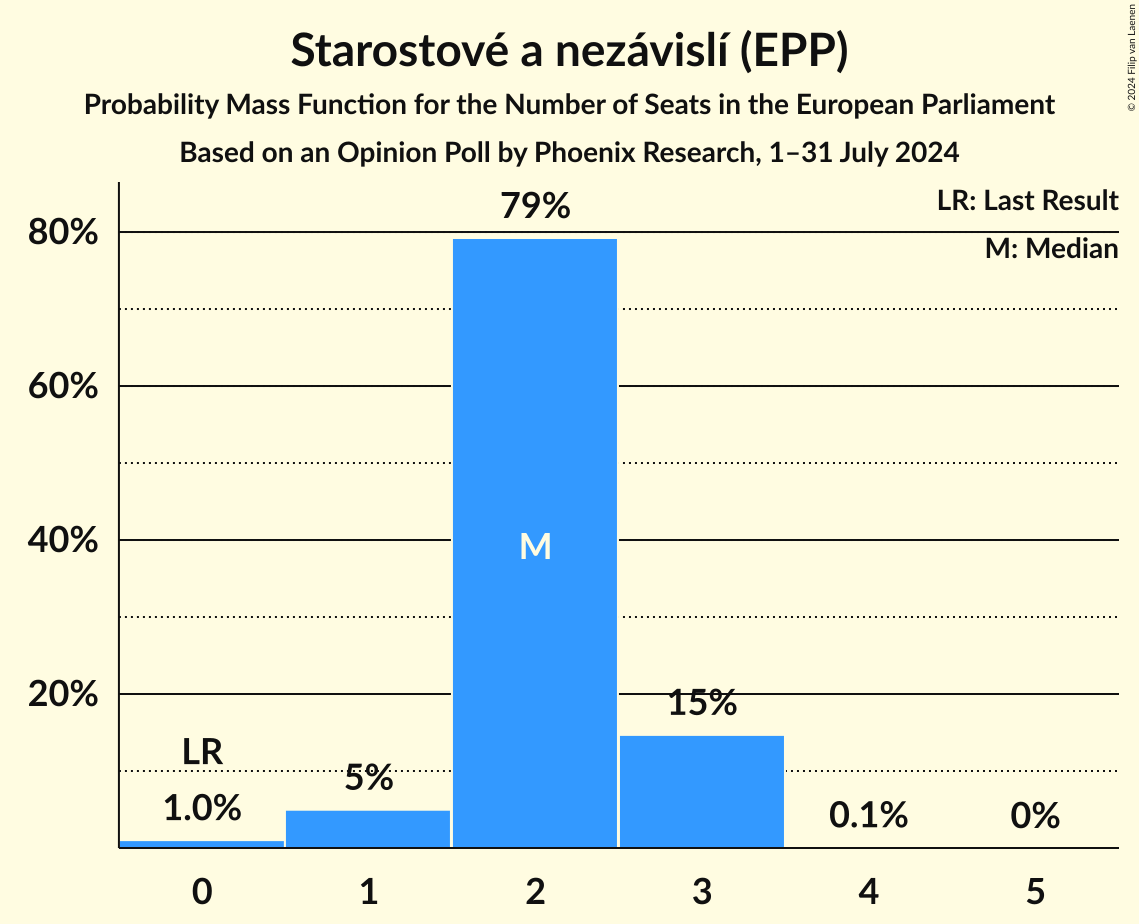 Starostové a nezávislí (EPP)
Probability Mass Function for the Number of Seats in the European Parliament
Based on an Opinion Poll by Phoenix Research, 1–31 July 2024
© 2024 Filip van Laenen
LR: Last Result
M: Median
80%
60%
40%
20%
79%
M
15%
LR
1.0%
5%
0.1%
0%
0 1 2 3 4 5